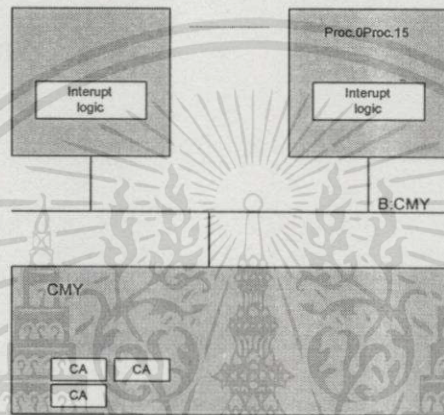 Proc.0Proc.15
Interupt
logic
Interupt
logic
B:CMY
CMY
CA
CA
CA